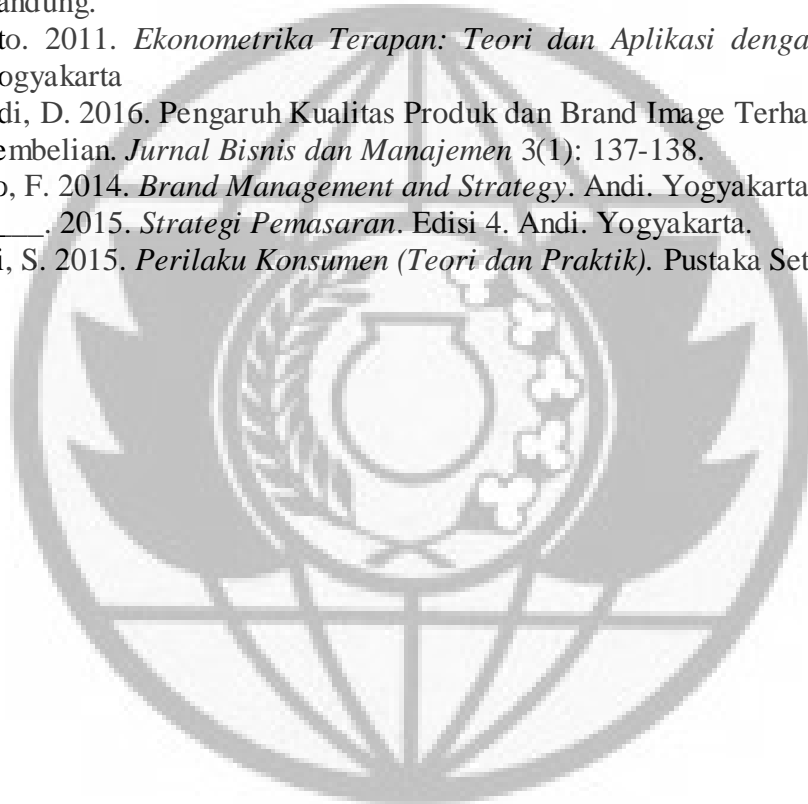 andung.
to. 2011. Ekonometrika Terapan: Teori dan Aplikasi denga
ogyakarta
di, D. 2016. Pengaruh Kualitas Produk dan Brand Image Terha
embelian. Jurnal Bisnis dan Manajemen 3(1): 137-138.
o, F. 2014. Brand Management and Strategy. Andi. Yogyakarta
____. 2015. Strategi Pemasaran. Edisi 4. Andi. Yogyakarta.
i, S. 2015. Perilaku Konsumen (Teori dan Praktik). Pustaka Set